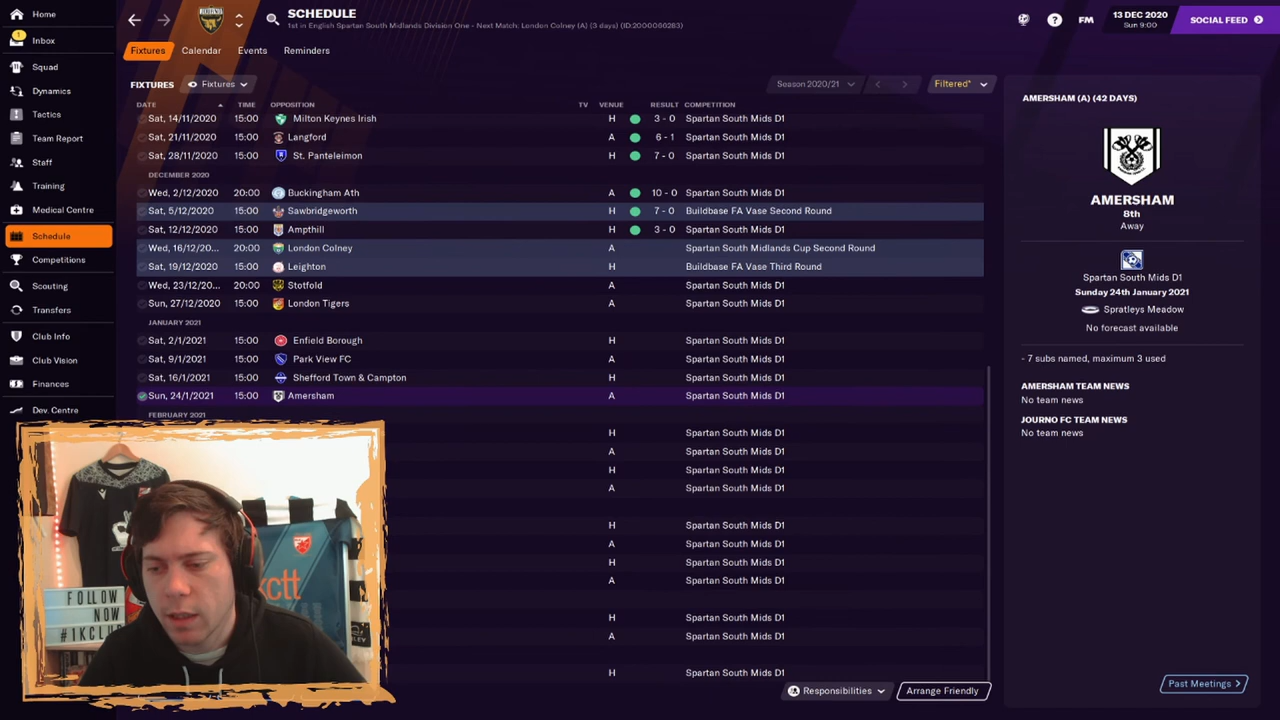 Home
Inbox
1
Squad
Dynamics
Tactics
Team Report
Staff
Training
Medical Centre
Schedule
Competitions
Scouting
Transfers
Club Info
Club Vision
Finances
Dev. Centre
SCHEDULE
1st in English Spartan South Midlands Division One - Next Match: London Colney (A) (3 days) (ID:2000000283)
FM
13 DEC 2020
Sun 9:00
SOCIAL FEED
Fixtures Calendar Events Reminders
FIXTURES Fixtures Season 2020/21 Filtered*
DATE TIME OPPOSITION TV VENUE RESULT COMPETITION
Sat, 14/11/2020 15:00 Milton Keynes Irish H 3 - 0 Spartan South Mids D1
Sat, 21/11/2020 15:00 Langford A 6 - 1 Spartan South Mids D1
Sat, 28/11/2020 15:00 St. Panteleimon H 7 - 0 Spartan South Mids D1
DECEMBER 2020
Wed, 2/12/2020 20:00 Buckingham Ath A 10 - 0 Spartan South Mids D1
Sat, 5/12/2020 15:00 Sawbridgeworth H 7 - 0 Buildbase FA Vase Second Round
Sat, 12/12/2020 15:00 Ampthill H 3 - 0 Spartan South Mids D1
Wed, 16/12/20... 20:00 London Colney A Spartan South Midlands Cup Second Round
Sat, 19/12/2020 15:00 Leighton H Buildbase FA Vase Third Round
Wed, 23/12/20... 20:00 Stotfold A Spartan South Mids D1
Sun, 27/12/2020 15:00 London Tigers A Spartan South Mids D1
JANUARY 2021
Sat, 2/1/2021 15:00 Enfield Borough H Spartan South Mids D1
Sat, 9/1/2021 15:00 Park View FC A Spartan South Mids D1
Sat, 16/1/2021 15:00 Shefford Town & Campton H Spartan South Mids D1
Sun, 24/1/2021 15:00 Amersham A Spartan South Mids D1
FEBRUARY 2021
H Spartan South Mids D1
A Spartan South Mids D1
H Spartan South Mids D1
A Spartan South Mids D1
H Spartan South Mids D1
A Spartan South Mids D1
H Spartan South Mids D1
A Spartan South Mids D1
H Spartan South Mids D1
A Spartan South Mids D1
H Spartan South Mids D1
Responsibilities Arrange Friendly
AMERSHAM (A) (42 DAYS)
AMERSHAM
8th
Away
Spartan South Mids D1
Sunday 24th January 2021
Spratleys Meadow
No forecast available
- 7 subs named, maximum 3 used
AMERSHAM TEAM NEWS
No team news
JOURNO FC TEAM NEWS
No team news
Past Meetings
FOLLOW
NOW
#IKCLU
kctt